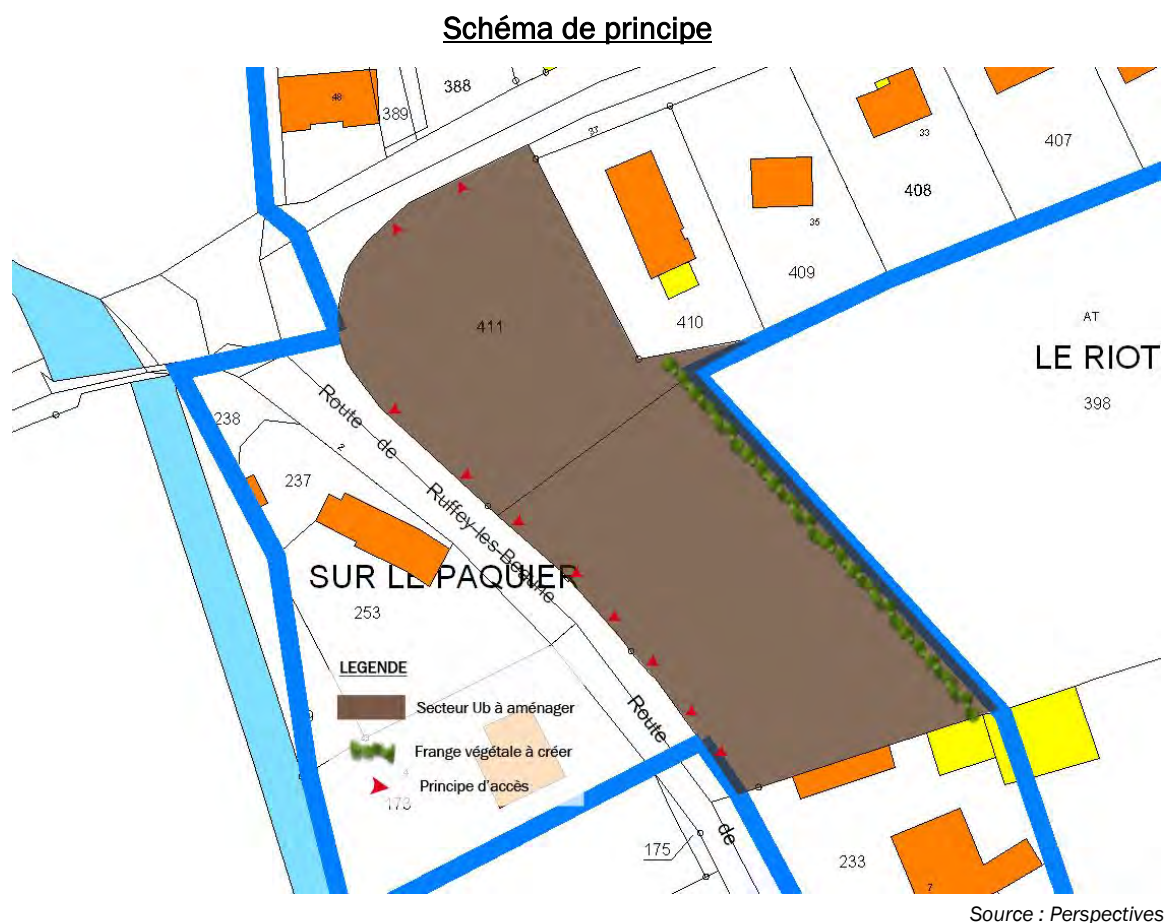 Schéma de principe
48
388
389
37
33
407
408
35
409
410
411
AT
LE RIOT
398
238
2
237
Route de Ruffey-les-Beaune
SUR LE PAQUIER
253
LEGENDE
Secteur Ub à aménager
Frange végétale à créer
Principe d'accès
173
Route de
175
233
7
Source : Perspectives